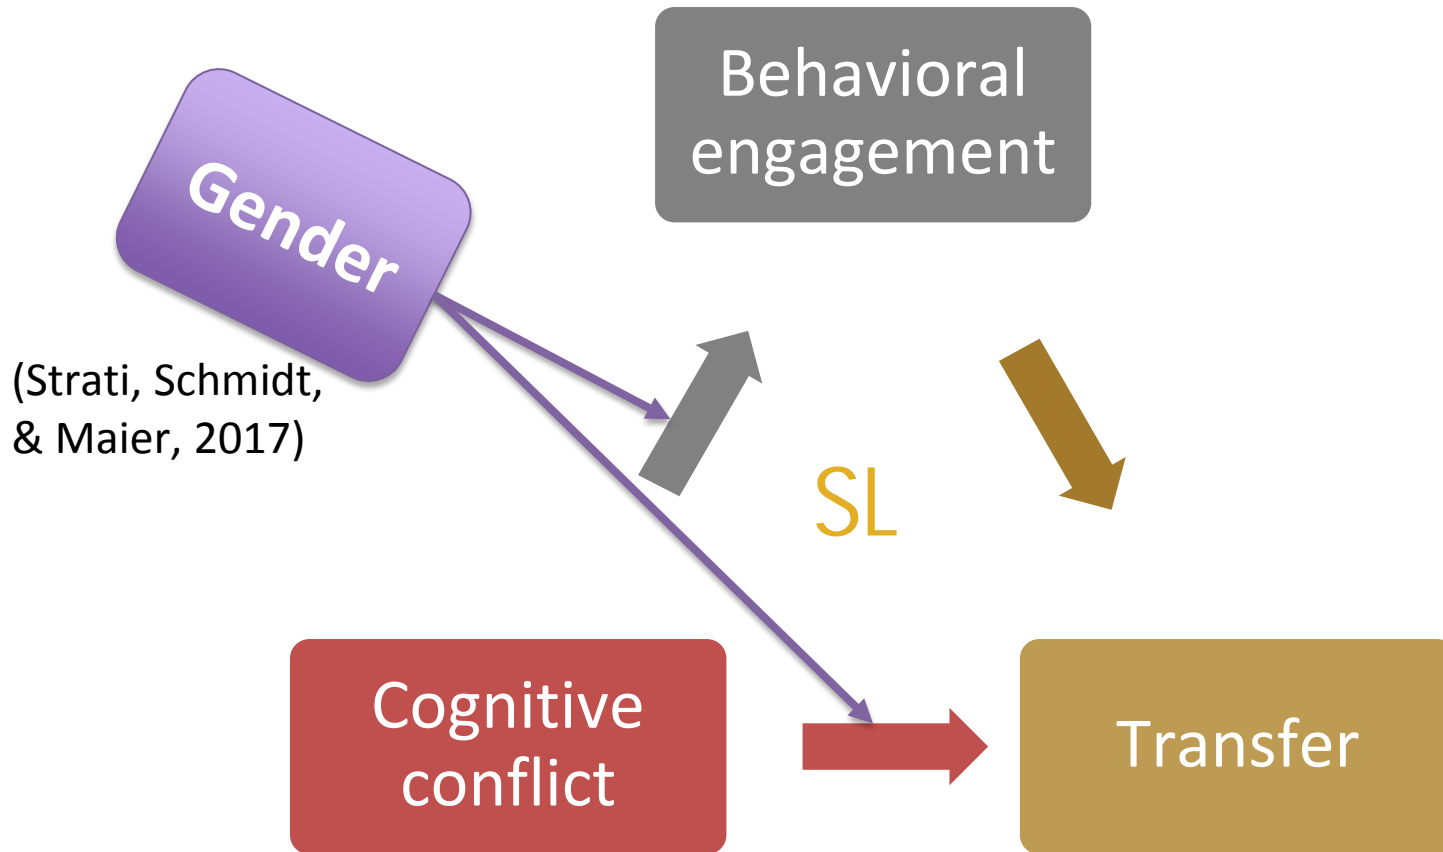 Behavioral
engagement
Gender
(Strati, Schmidt,
& Maier, 2017)
SL
Cognitive
conflict
Transfer